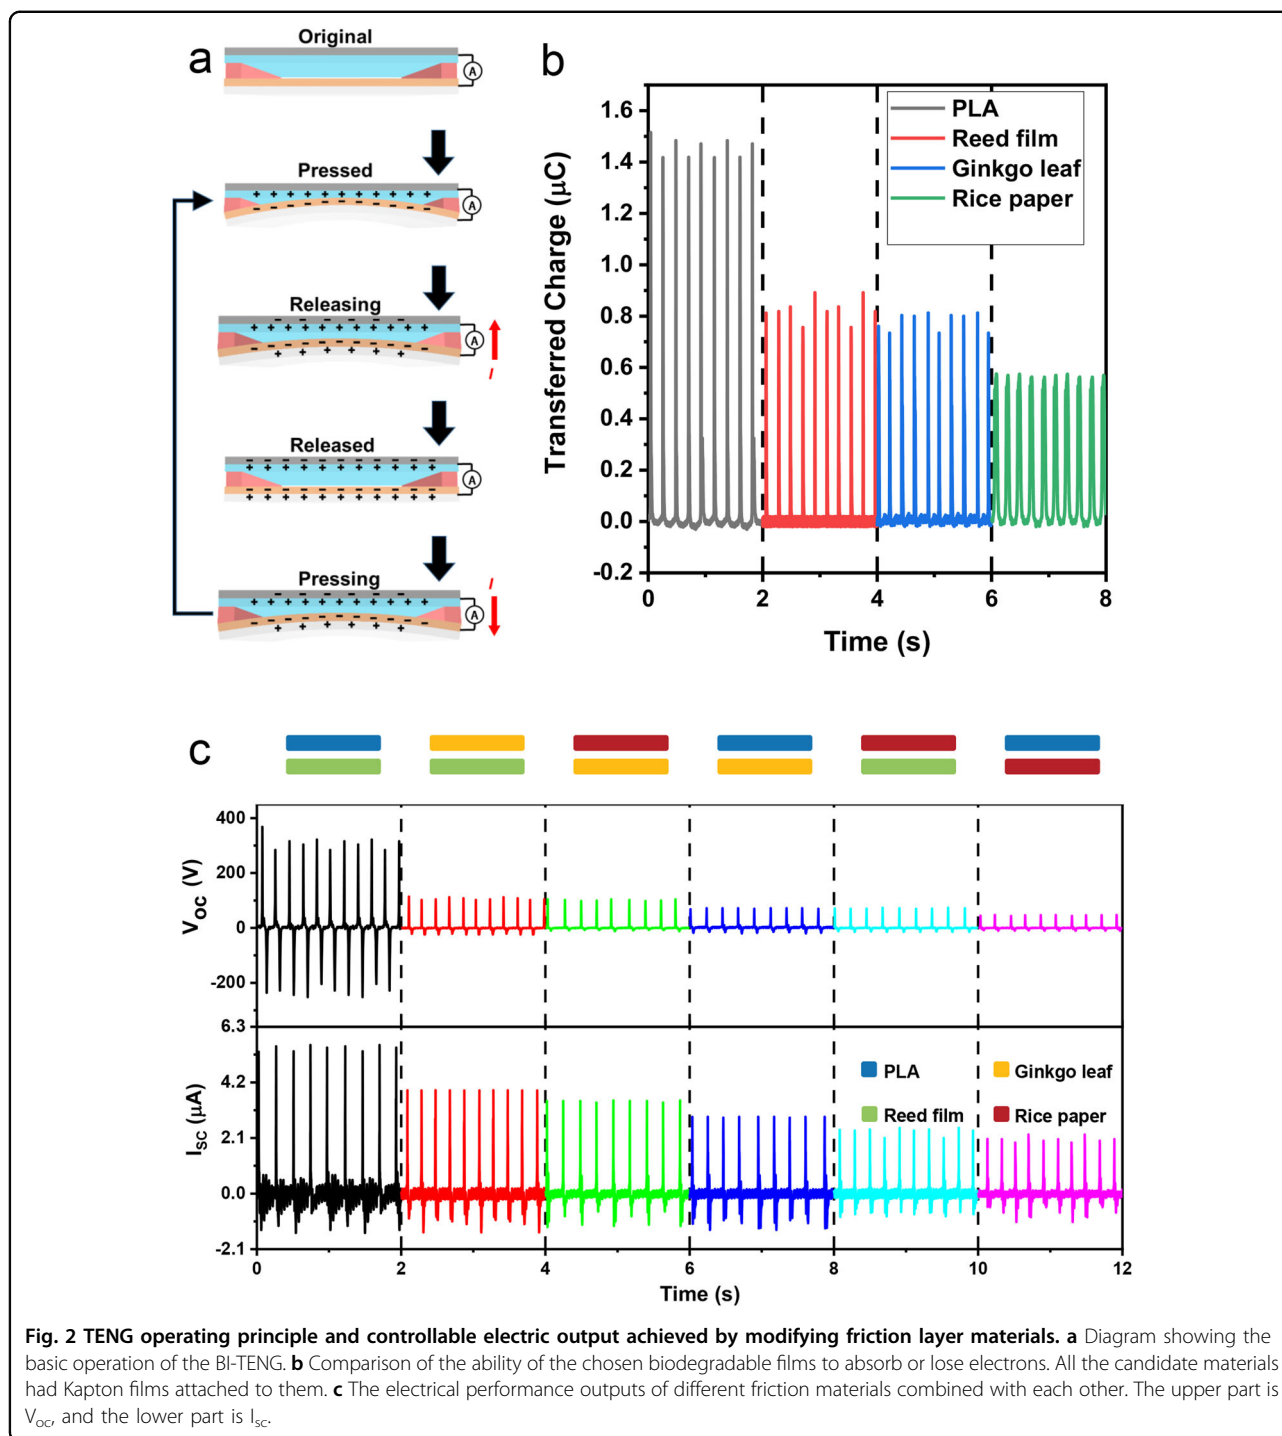 a
Original
A
Pressed
+ + + + + + + + + +
- - - - - - - - - -
A
Releasing
- - - - - -
+ + + + + + + + + +
- - - - - - - - - -
+ + + + + +
A
I
Released
- - - - - - - - - -
+ + + + + + + + + +
- - - - - - - - - -
+ + + + + + + + + +
A
Pressing
- - - - - -
+ + + + + + + + + +
- - - - - - - - - -
+ + + + + +
A
I
b
PLA
Reed film
Ginkgo leaf
Rice paper
Transferred Charge (μC)
1.6
1.4
1.2
1.0
0.8
0.6
0.4
0.2
0.0
-0.2
0 2 4 6 8
Time (s)
c
VOC (V)
400
200
0
-200
6.3
ISC (μA)
4.2
2.1
0.0
-2.1
PLA
Ginkgo leaf
Reed film
Rice paper
0 2 4 6 8 10 12
Time (s)
Fig. 2 TENG operating principle and controllable electric output achieved by modifying friction layer materials. a Diagram showing the
basic operation of the BI-TENG. b Comparison of the ability of the chosen biodegradable films to absorb or lose electrons. All the candidate materials
had Kapton films attached to them. c The electrical performance outputs of different friction materials combined with each other. The upper part is
Voc, and the lower part is Isc.